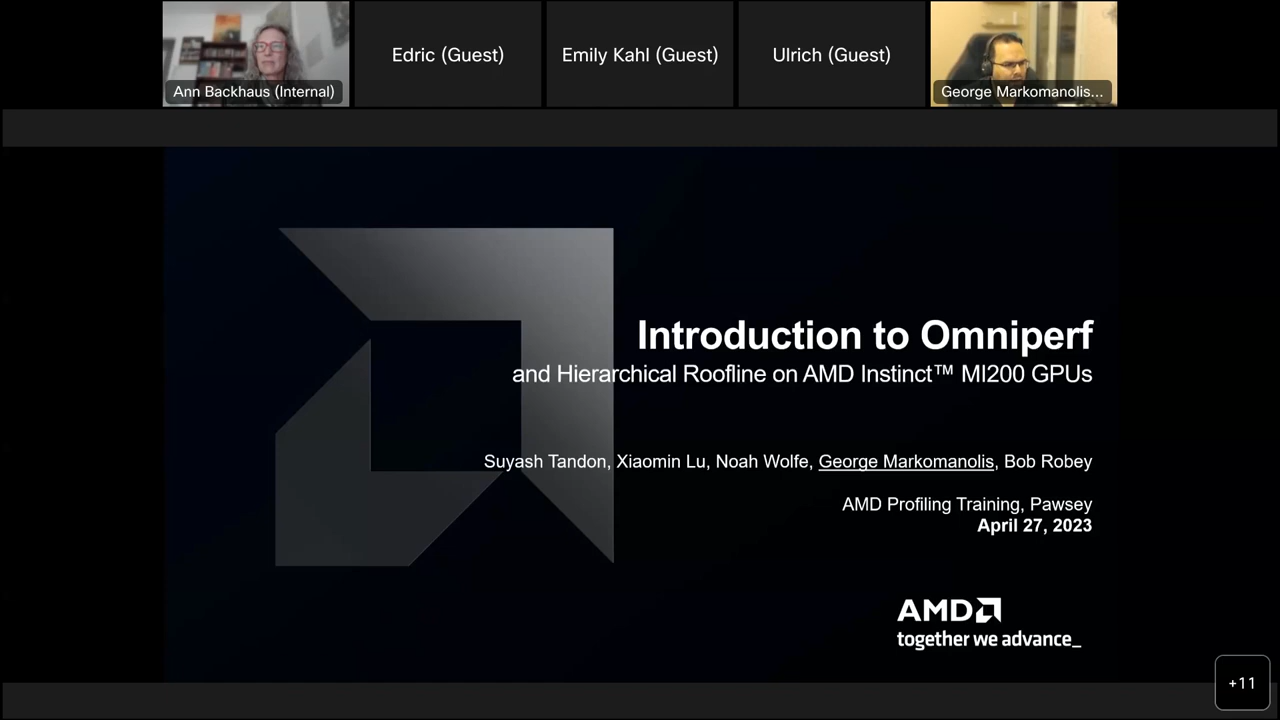 Ann Backhaus (Internal)
Edric (Guest)
Emily Kahl (Guest)
Ulrich (Guest)
George Markomanolis...
Introduction to Omniperf
and Hierarchical Roofline on AMD Instinct™ MI200 GPUs
Suyash Tandon, Xiaomin Lu, Noah Wolfe, George Markomanolis, Bob Robey
AMD Profiling Training, Pawsey
April 27, 2023
AMD
together we advance_
+11